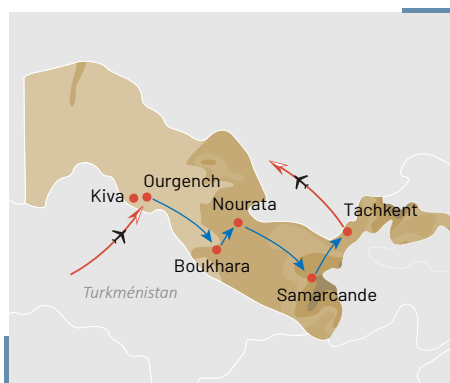 Ourgench
Kiva
Nourata
Tachkent
Boukhara
Samarcande
Turkménistan